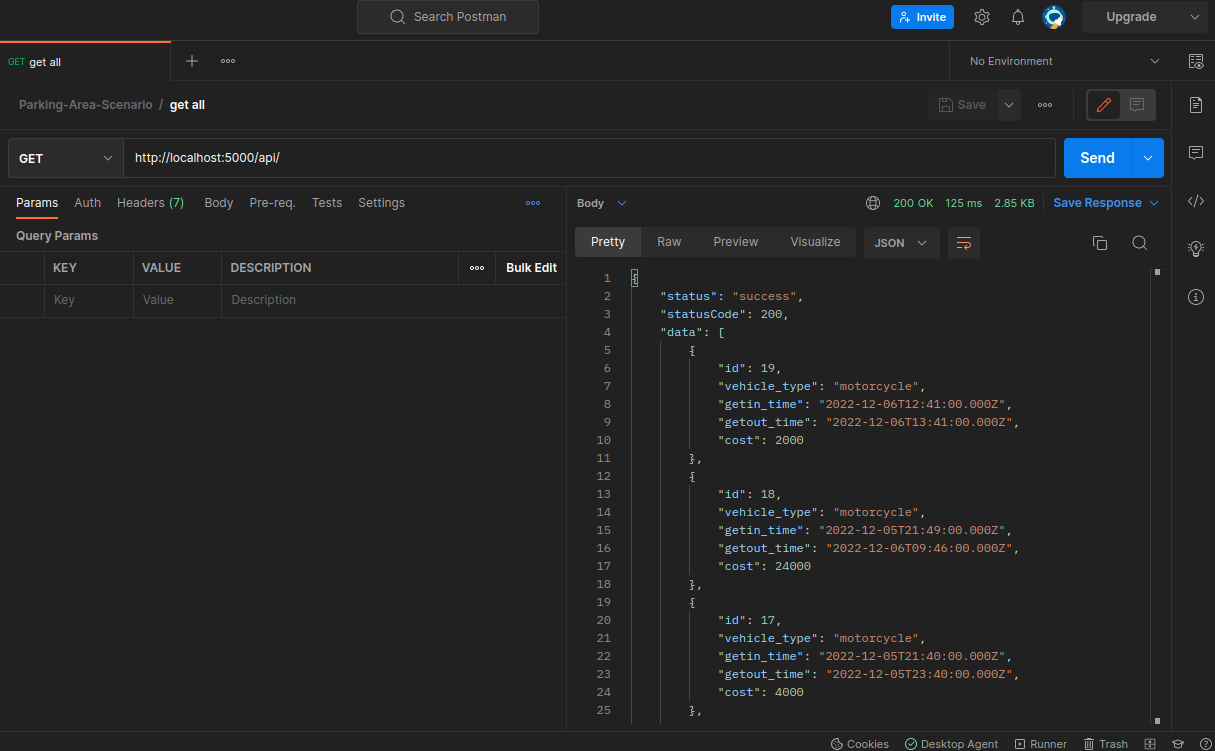 Search Postman
Invite
Upgrade
GET get all
No Environment
Parking-Area-Scenario / get all
Save
GET
http://localhost:5000/api/
Send
Params Auth Headers (7) Body Pre-req. Tests Settings
Body
200 OK 125 ms 2.85 KB Save Response
Query Params
Pretty Raw Preview Visualize JSON
KEY VALUE DESCRIPTION Bulk Edit
Key Value Description
1 {
2 "status": "success",
3 "statusCode": 200,
4 "data": [
5 {
6 "id": 19,
7 "vehicle_type": "motorcycle",
8 "getin_time": "2022-12-06T12:41:00.000Z",
9 "getout_time": "2022-12-06T13:41:00.000Z",
10 "cost": 2000
11 },
12 {
13 "id": 18,
14 "vehicle_type": "motorcycle",
15 "getin_time": "2022-12-05T21:49:00.000Z",
16 "getout_time": "2022-12-06T09:46:00.000Z",
17 "cost": 24000
18 },
19 {
20 "id": 17,
21 "vehicle_type": "motorcycle",
22 "getin_time": "2022-12-05T21:40:00.000Z",
23 "getout_time": "2022-12-05T23:40:00.000Z",
24 "cost": 4000
25 },
Cookies Desktop Agent Runner Trash